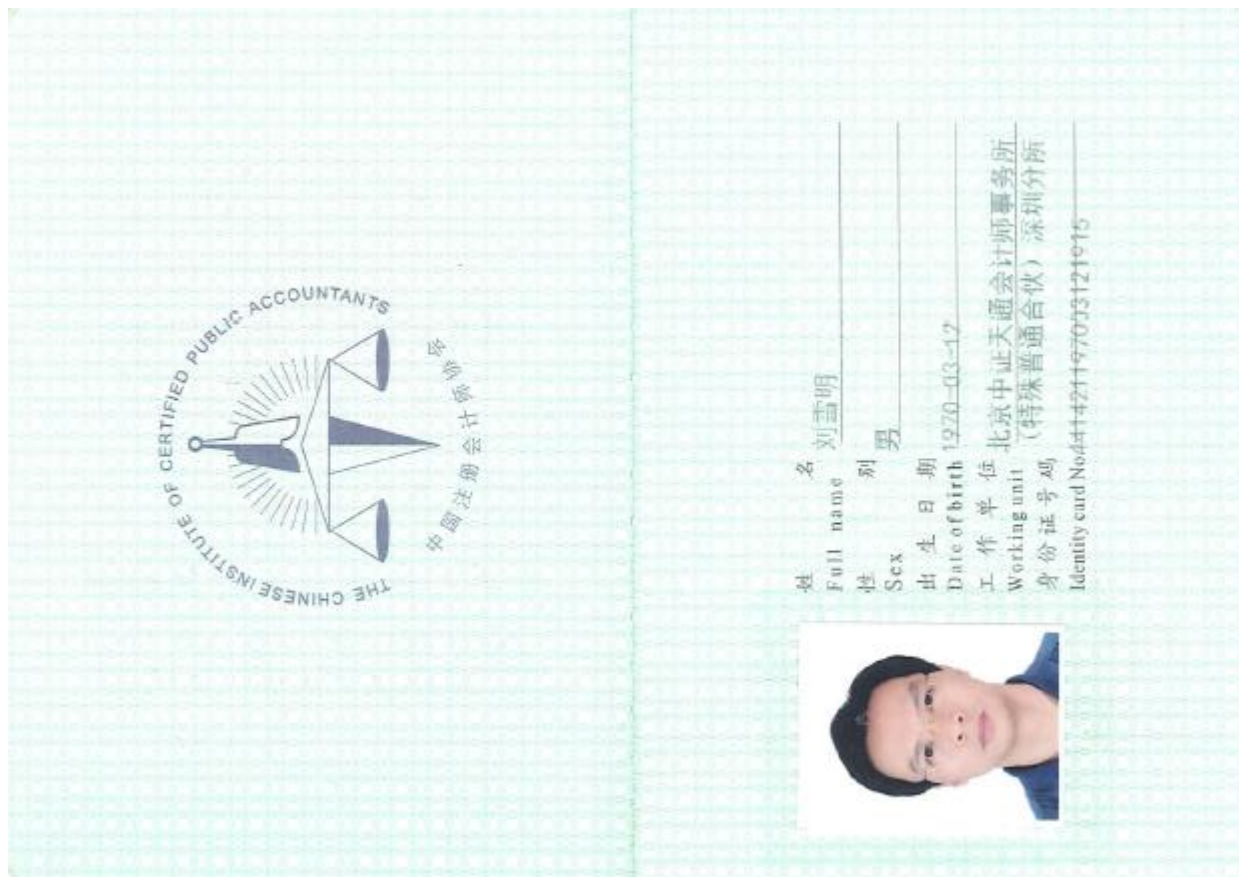 THE CHINESE INSTITUTE OF CERTIFIED PUBLIC ACCOUNTANTS
中国注册会计师协会
姓 名 刘雪明
Full name
性 别 男
Sex
出 生 日 期 1970-03-12
Date of birth
工 作 单 位 北京中证天通会计师事务所
Working unit (特殊普通合伙) 深圳分所
身 份 证 号 码
Identity card No.